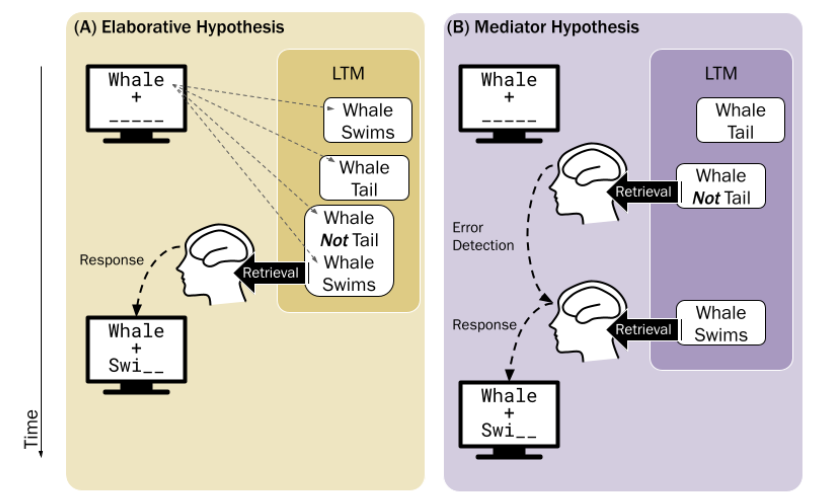 (A) Elaborative Hypothesis
Whale
+
_____
LTM
Whale
Swims
Whale
Tail
Whale
Not Tail
Whale
Swims
Retrieval
Response
Whale
+
Swi__
(B) Mediator Hypothesis
Whale
+
_____
LTM
Whale
Tail
Whale
Not Tail
Retrieval
Error
Detection
Whale
Swims
Retrieval
Response
Whale
+
Swi__
Time